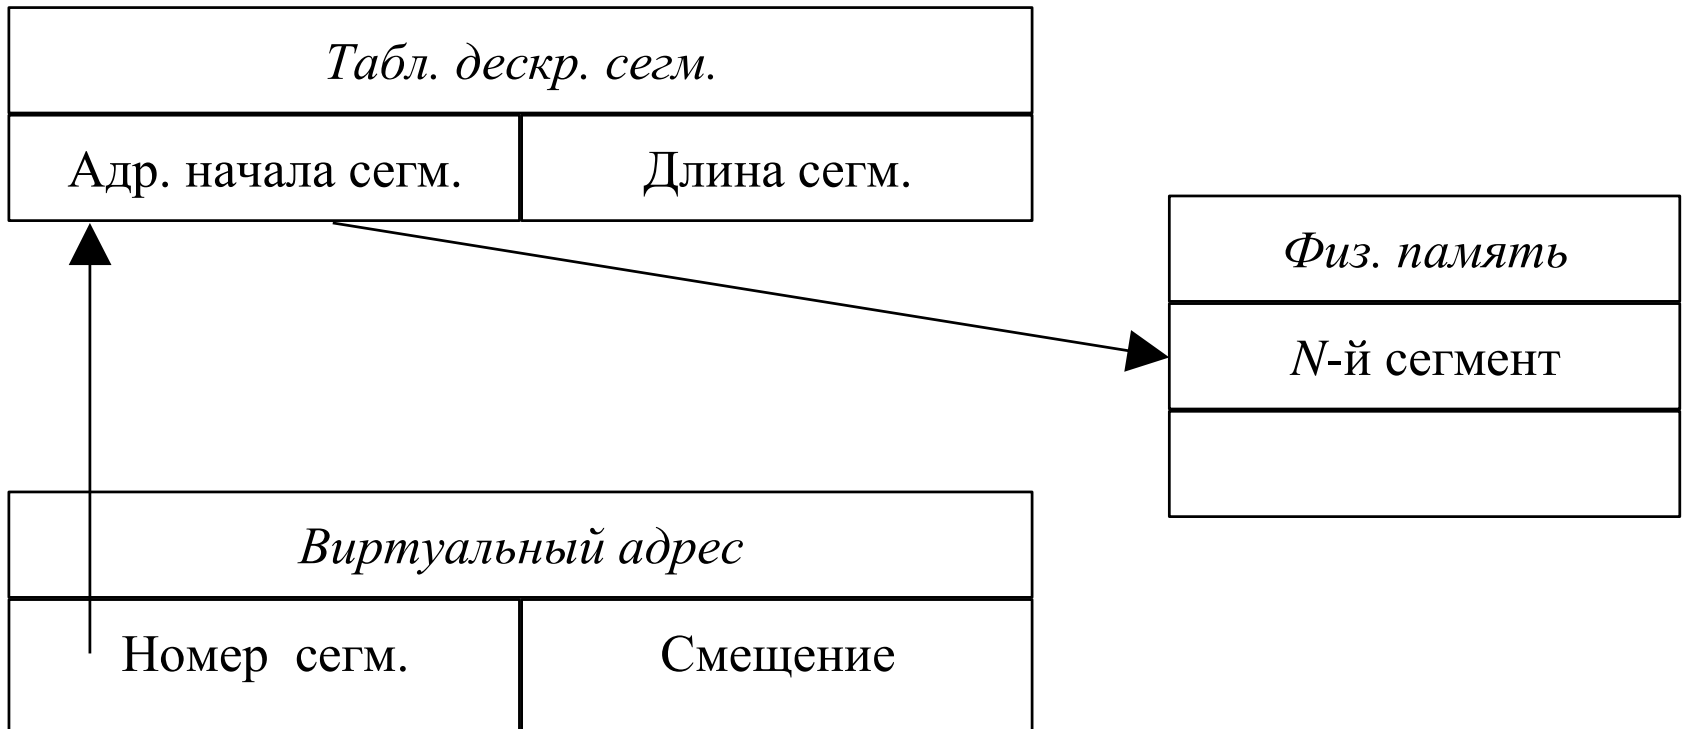 Табл. дескр. сегм.
Адр. начала сегм. Длина сегм.
Физ. память
N-й сегмент
Виртуальный адрес
Номер сегм. Смещение